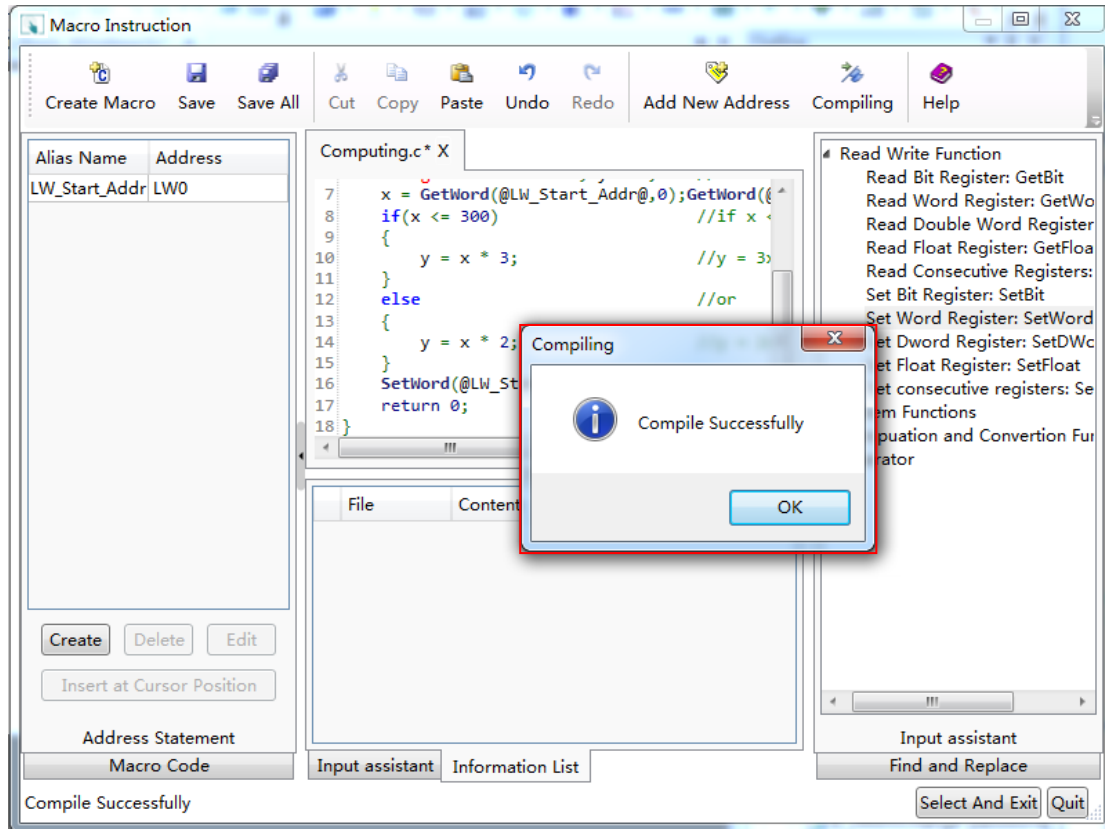 Macro Instruction
Create Macro Save Save All Cut Copy Paste Undo Redo Add New Address Compiling Help
Alias Name Address
LW_Start_Addr LW0
Computing.c* X
7 x = GetWord(@LW_Start_Addr@,0);GetWord(@
8 if(x <= 300) //if x <
9 {
10 y = x * 3; //y = 3x
11 }
12 else //or
13 {
14 y = x * 2;
15 }
16 SetWord(@LW_St
17 return 0;
18 }
File Content
Input assistant Information List
Read Write Function
Read Bit Register: GetBit
Read Word Register: GetWo
Read Double Word Register
Read Float Register: GetFloa
Read Consecutive Registers:
Set Bit Register: SetBit
Set Word Register: SetWord
et Dword Register: SetDWo
et Float Register: SetFloat
et consecutive registers: Se
em Functions
puation and Convertion Fun
rator
Compiling
Compile Successfully
OK
Create Delete Edit
Insert at Cursor Position
Address Statement
Macro Code
Input assistant
Find and Replace
Compile Successfully
Select And Exit Quit